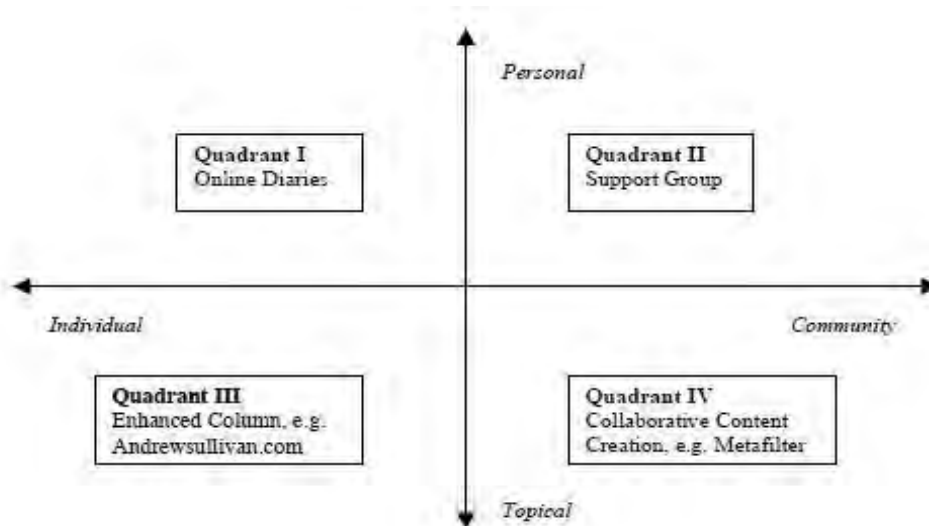 Personal
Quadrant I
Online Diaries
Quadrant II
Support Group
Individual
Community
Quadrant III
Enhanced Column, e.g.
Andrewsullivan.com
Quadrant IV
Collaborative Content
Creation, e.g. Metafilter
Topical